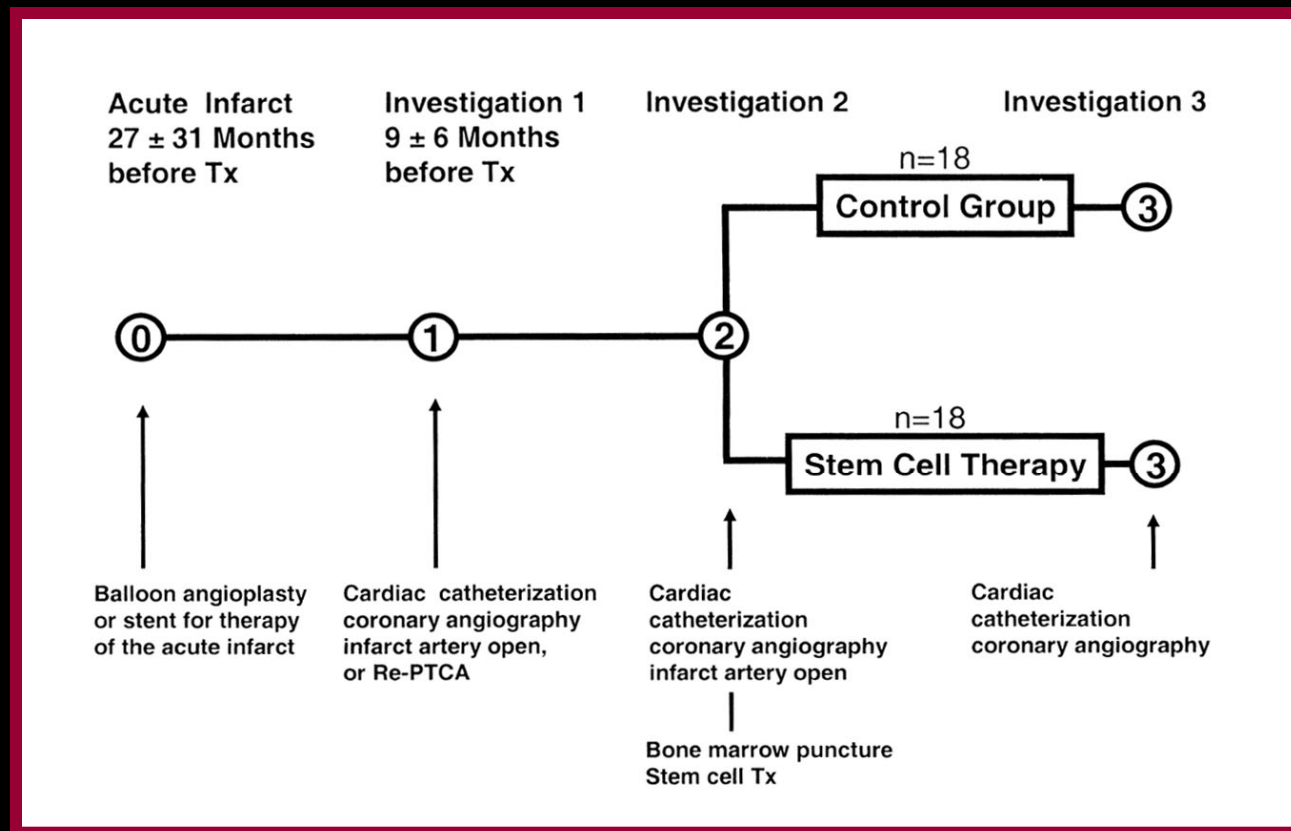 Acute Infarct
27 ± 31 Months
before Tx
Investigation 1
9 ± 6 Months
before Tx
Investigation 2
Investigation 3
n=18
Control Group
3
0
1
2
n=18
Stem Cell Therapy
3
Balloon angioplasty
or stent for therapy
of the acute infarct
Cardiac catheterization
coronary angiography
infarct artery open,
or Re-PTCA
Cardiac
catheterization
coronary angiography
infarct artery open
Bone marrow puncture
Stem cell Tx
Cardiac
catheterization
coronary angiography